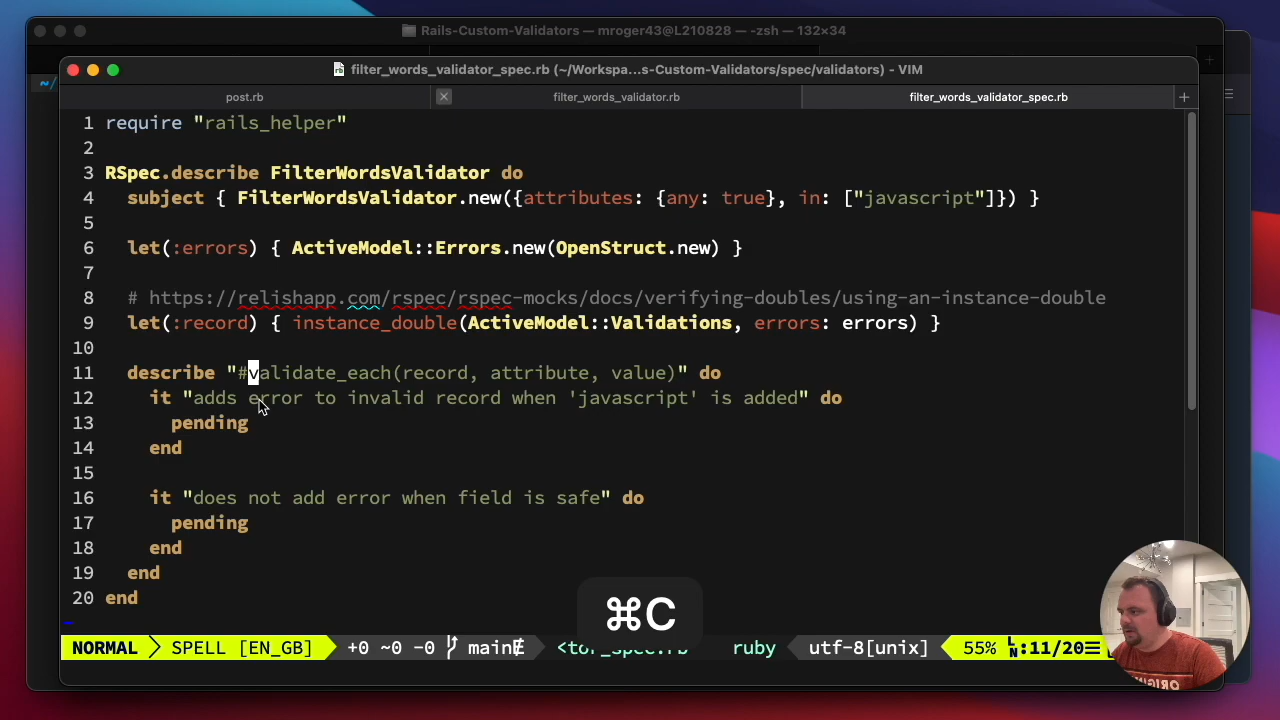 Rails-Custom-Validators — mroger43@L210828 — -zsh — 132×34
filter_words_validator_spec.rb (~/Workspa...s-Custom-Validators/spec/validators) - VIM
post.rb
filter_words_validator.rb
filter_words_validator_spec.rb
~/
1 require "rails_helper"
2
3 RSpec.describe FilterWordsValidator do
4 subject { FilterWordsValidator.new({attributes: {any: true}, in: ["javascript"]}) }
5
6 let(:errors) { ActiveModel::Errors.new(OpenStruct.new) }
7
8 # https://relishapp.com/rspec/rspec-mocks/docs/verifying-doubles/using-an-instance-double
9 let(:record) { instance_double(ActiveModel::Validations, errors: errors) }
10
11 describe "#validate_each(record, attribute, value)" do
12 it "adds error to invalid record when 'javascript' is added" do
13 pending
14 end
15
16 it "does not add error when field is safe" do
17 pending
18 end
19 end
20 end
⌘C
NORMAL SPELL [EN_GB] +0 ~0 -0 main <tor_spec.rb ruby utf-8[unix] 55% :11/20
ORIGIN